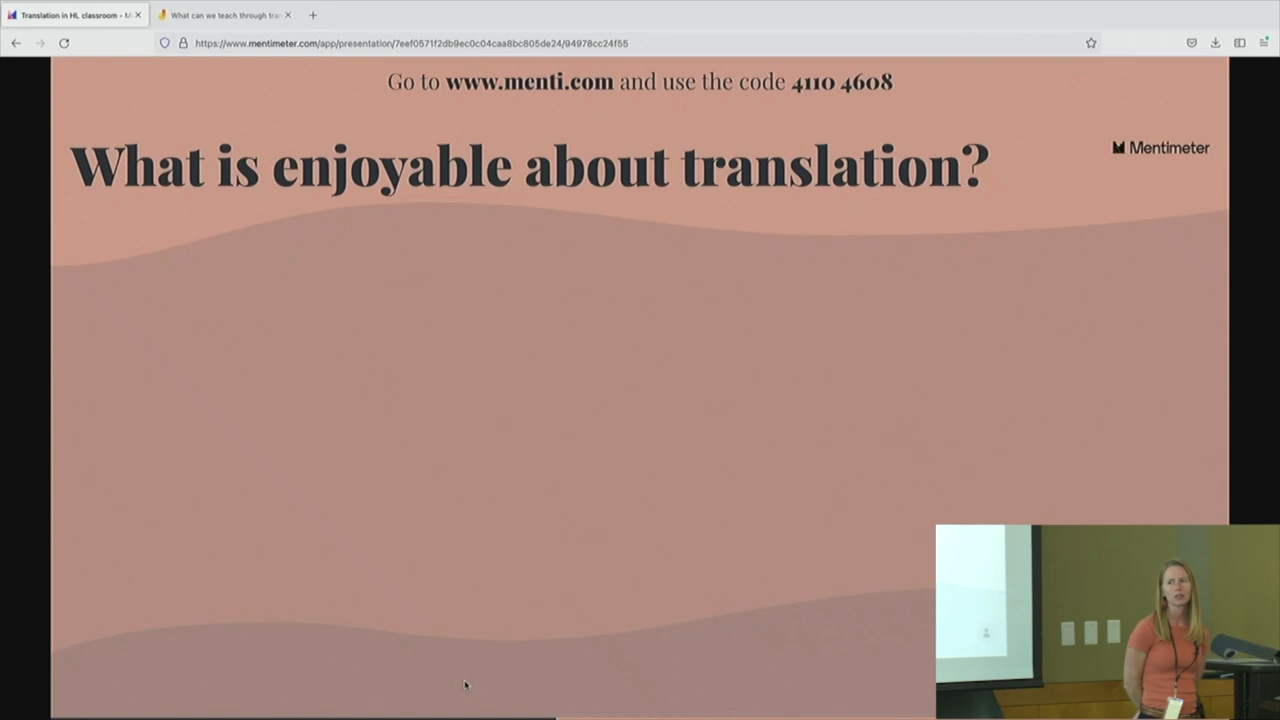 Translation in HL classroom - M
What can we teach through tran
https://www.mentimeter.com/app/presentation/7eef0571f2db9ec0c04caa8bc805de24/94978cc24f55
Go to www.menti.com and use the code 4110 4608
What is enjoyable about translation?
Mentimeter